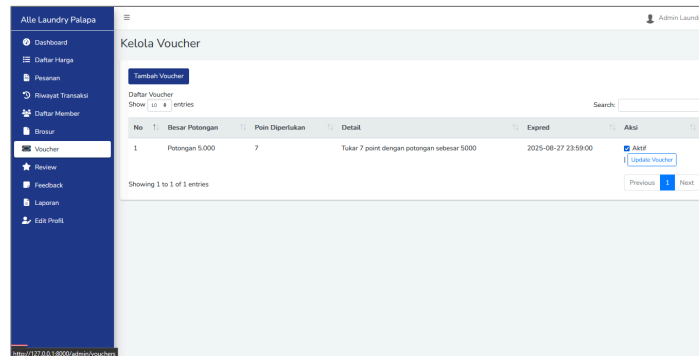 Alle Laundry Palapa
Admin Laund
Dashboard
Daftar Harga
Pesanan
Riwayat Transaksi
Daftar Member
Brosur
Voucher
Review
Feedback
Laporan
Edit Profil
Kelola Voucher
Tambah Voucher
Daftar Voucher
Show 10 entries
Search:
No Besar Potongan Poin Diperlukan Detail Expred Aksi
1 Potongan 5.000 7 Tukar 7 point dengan potongan sebesar 5000 2025-08-27 23:59:00 Aktif
| Update Voucher
Showing 1 to 1 of 1 entries
Previous 1 Next
http://127.0.0.1:8000/admin/vouchers